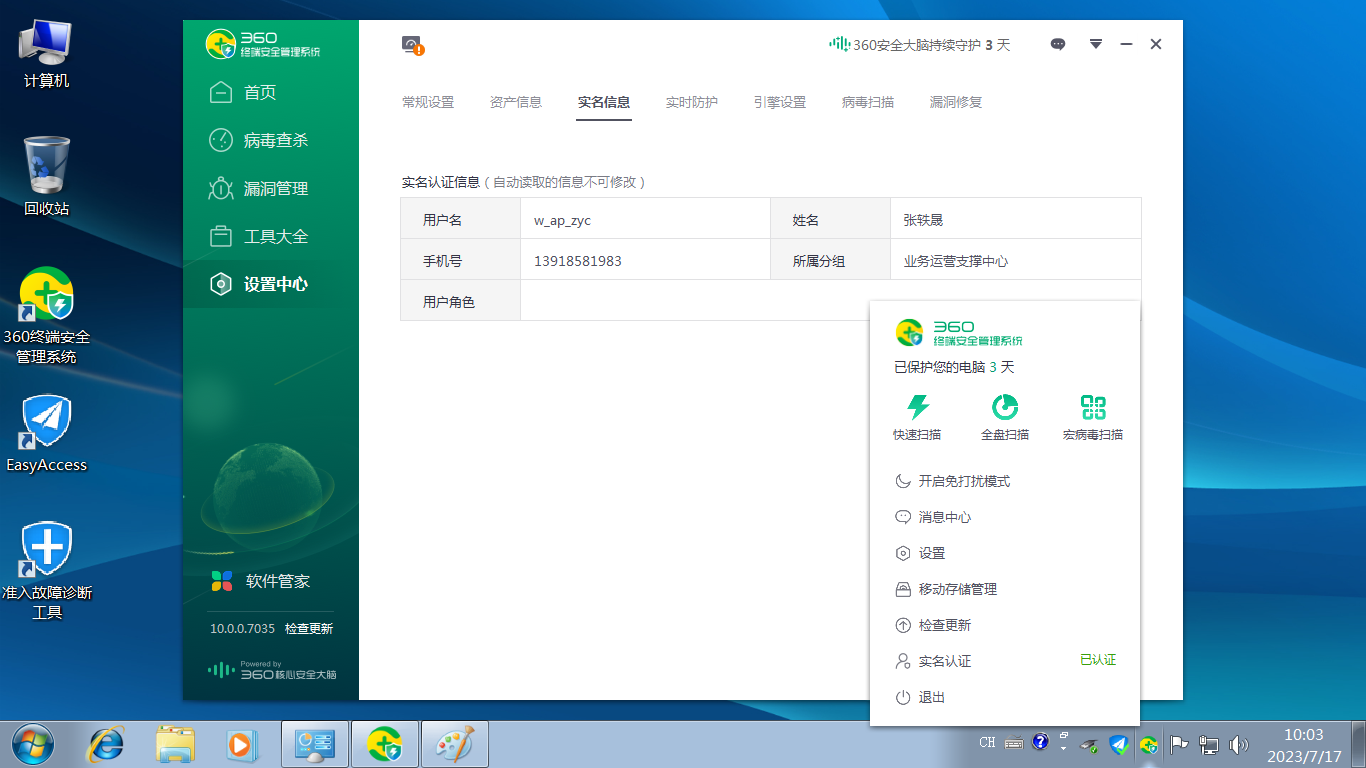 计算机
回收站
360终端安全
管理系统
EasyAccess
准入故障诊断
工具
360
终端安全管理系统
首页
病毒查杀
漏洞管理
工具大全
设置中心
软件管家
10.0.0.7035 检查更新
Powered by
360核心安全大脑
360安全大脑持续守护 3 天
常规设置 资产信息 实名信息 实时防护 引擎设置 病毒扫描 漏洞修复
实名认证信息（自动读取的信息不可修改）
用户名 w_ap_zyc 姓名 张轶晟
手机号 13918581983 所属分组 业务运营支撑中心
用户角色
360
终端安全管理系统
已保护您的电脑 3 天
快速扫描 全盘扫描 宏病毒扫描
开启免打扰模式
消息中心
设置
移动存储管理
检查更新
实名认证 已认证
退出
CH
10:03
2023/7/17